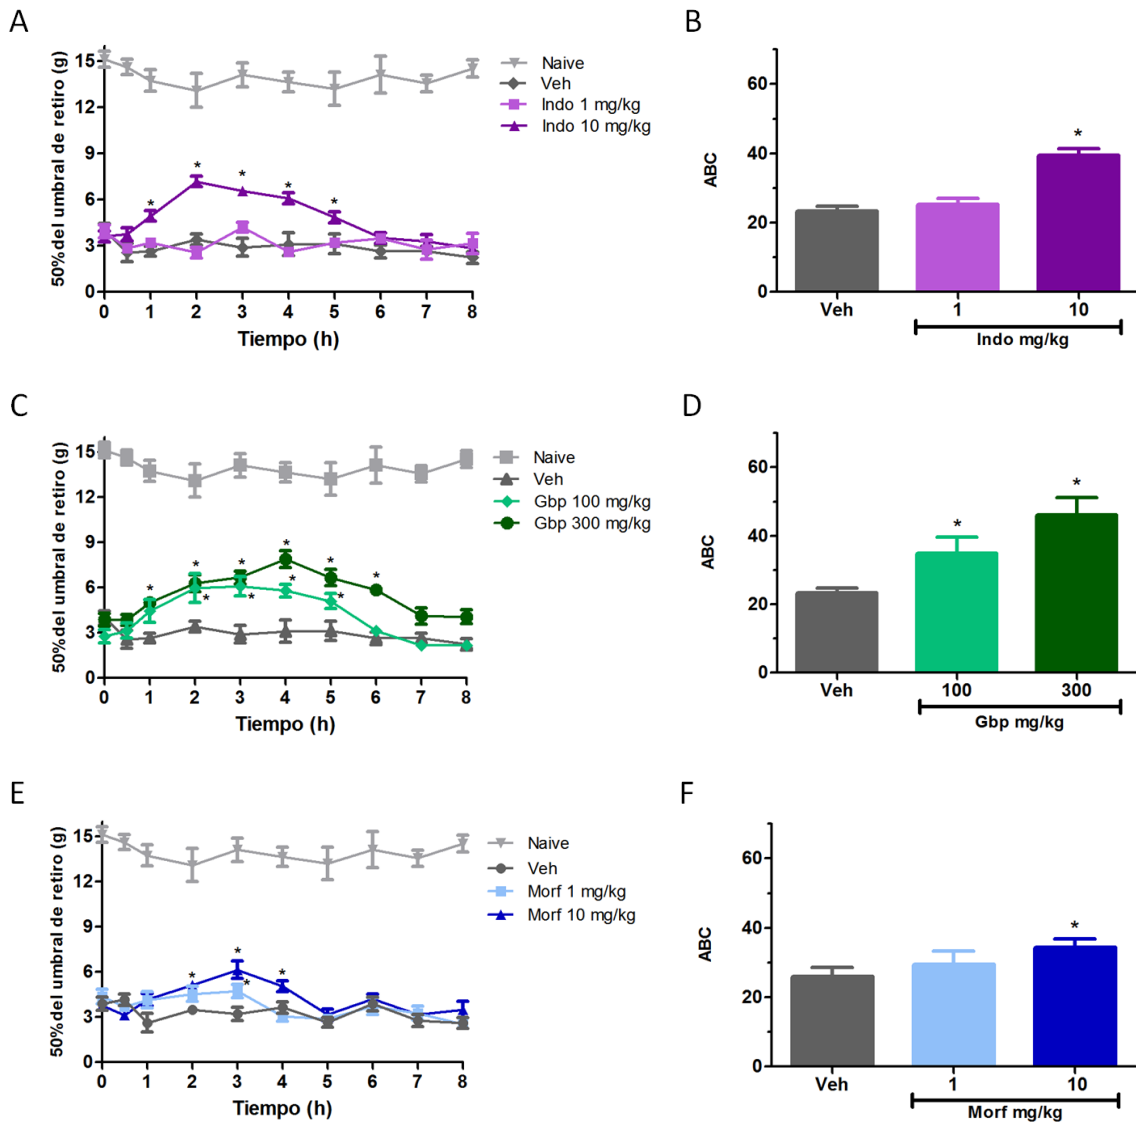 A
50%del umbral de retiro (g)
15
12
9
6
3
0
* * * * *
0 1 2 3 4 5 6 7 8
Tiempo (h)
Naive
Veh
Indo 1 mg/kg
Indo 10 mg/kg
B
ABC
60
40
20
0
*
Veh 1 10
Indo mg/kg
C
50%del umbral de retiro (g)
15
12
9
6
3
0
* * * * * *
* * * *
0 1 2 3 4 5 6 7 8
Tiempo (h)
Naive
Veh
Gbp 100 mg/kg
Gbp 300 mg/kg
D
ABC
60
40
20
0
* *
Veh 100 300
Gbp mg/kg
E
50%del umbral de retiro (g)
15
12
9
6
3
0
* * *
*
0 1 2 3 4 5 6 7 8
Tiempo (h)
Naive
Veh
Morf 1 mg/kg
Morf 10 mg/kg
F
ABC
60
40
20
0
*
Veh 1 10
Morf mg/kg